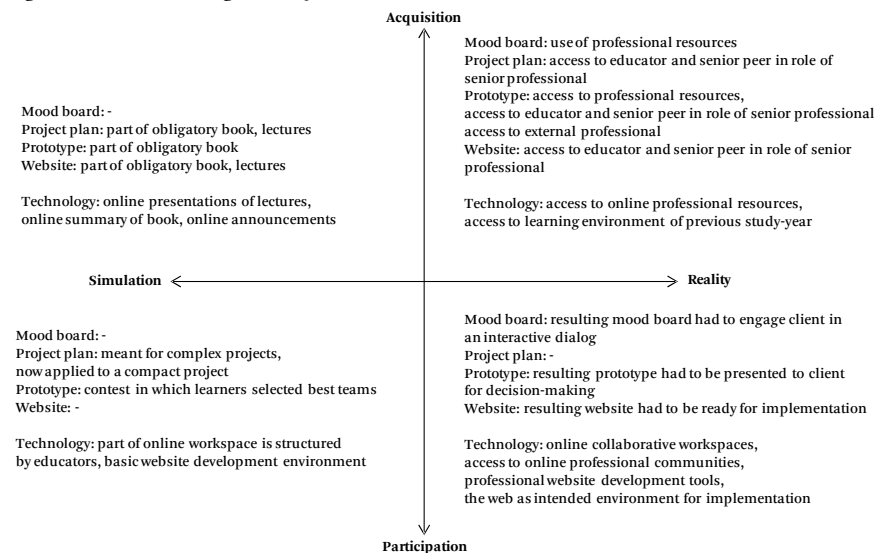 Acquisition
Mood board: -
Project plan: part of obligatory book, lectures
Prototype: part of obligatory book
Website: part of obligatory book, lectures
Technology: online presentations of lectures,
online summary of book, online announcements
Mood board: use of professional resources
Project plan: access to educator and senior peer in role of
senior professional
Prototype: access to professional resources,
access to educator and senior peer in role of senior professional
access to external professional
Website: access to educator and senior peer in role of senior
professional
Technology: access to online professional resources,
access to learning environment of previous study-year
Simulation
Reality
Mood board: -
Project plan: meant for complex projects,
now applied to a compact project
Prototype: contest in which learners selected best teams
Website: -
Technology: part of online workspace is structured
by educators, basic website development environment
Mood board: resulting mood board had to engage client in
an interactive dialog
Project plan: -
Prototype: resulting prototype had to be presented to client
for decision-making
Website: resulting website had to be ready for implementation
Technology: online collaborative workspaces,
access to online professional communities,
professional website development tools,
the web as intended environment for implementation
Participation